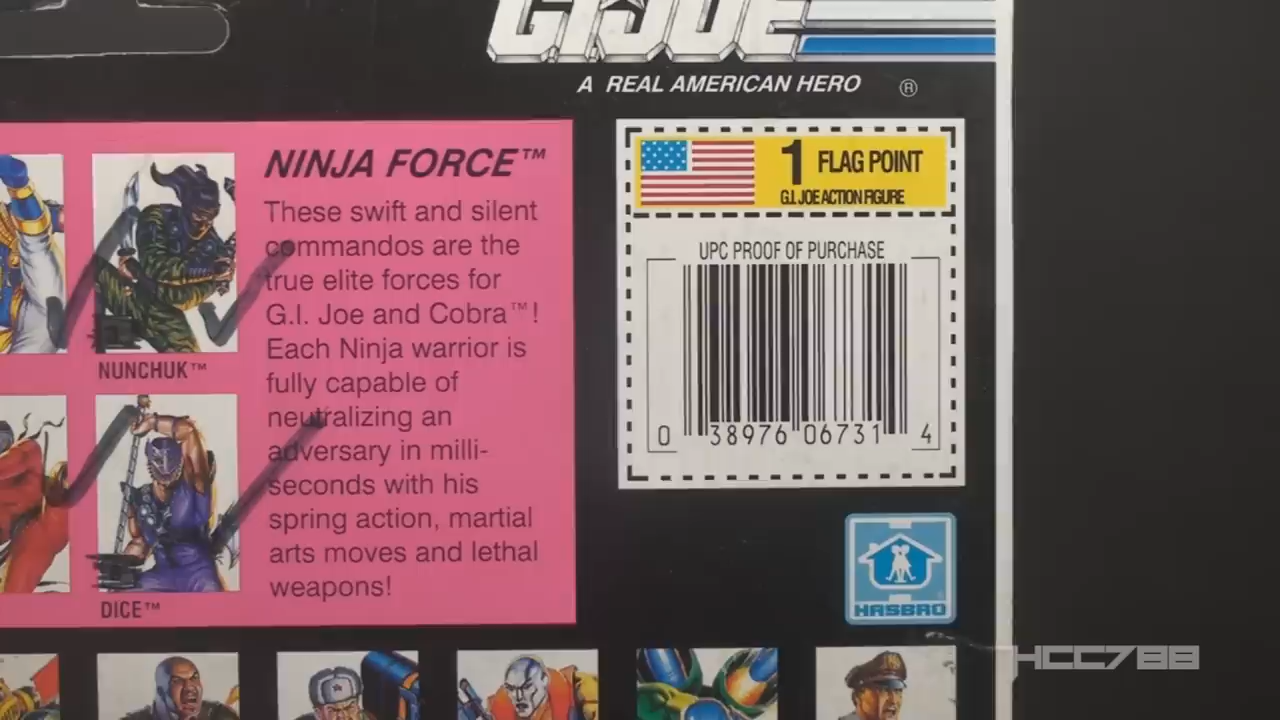 G.I.JOE
A REAL AMERICAN HERO ®
NINJA FORCE™
These swift and silent
commandos are the
true elite forces for
G.I. Joe and Cobra™!
Each Ninja warrior is
fully capable of
neutralizing an
adversary in milli-
seconds with his
spring action, martial
arts moves and lethal
weapons!
NUNCHUK™
DICE™
1 FLAG POINT
G.I. JOE ACTION FIGURE
UPC PROOF OF PURCHASE
0 38976 06731 4
HASBRO
HCC788